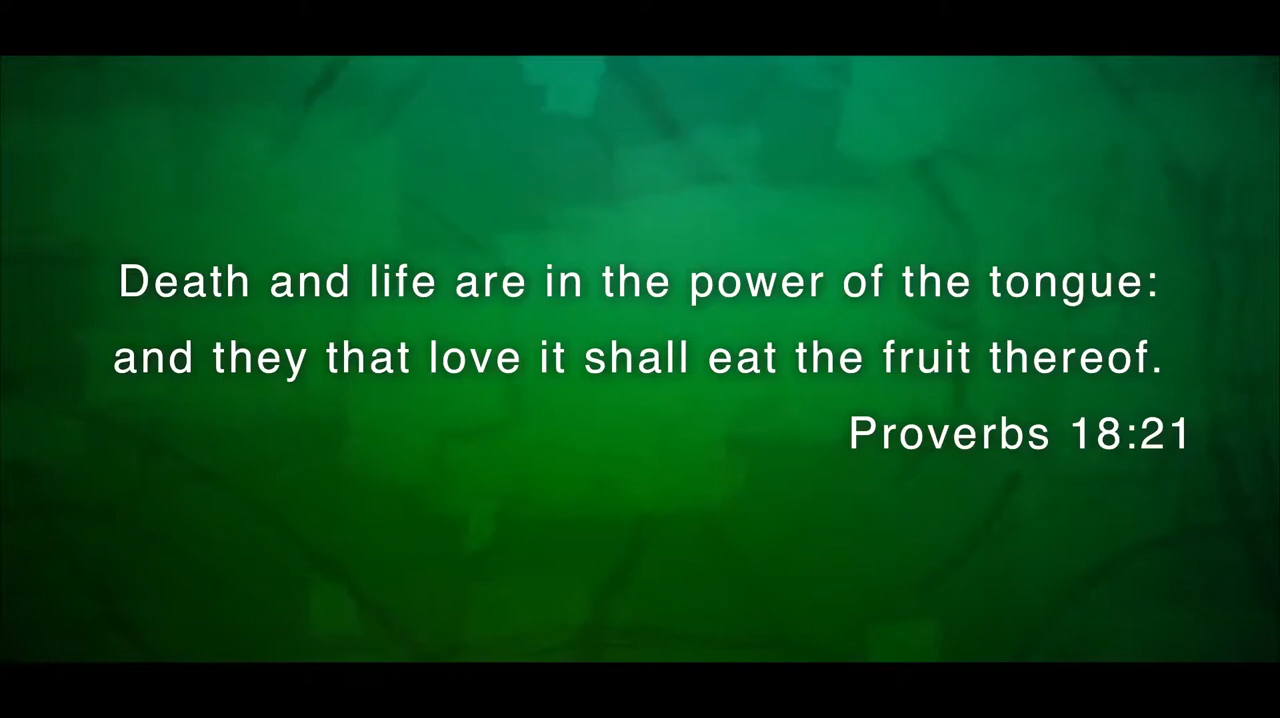 Death and life are in the power of the tongue:
and they that love it shall eat the fruit thereof.
Proverbs 18:21